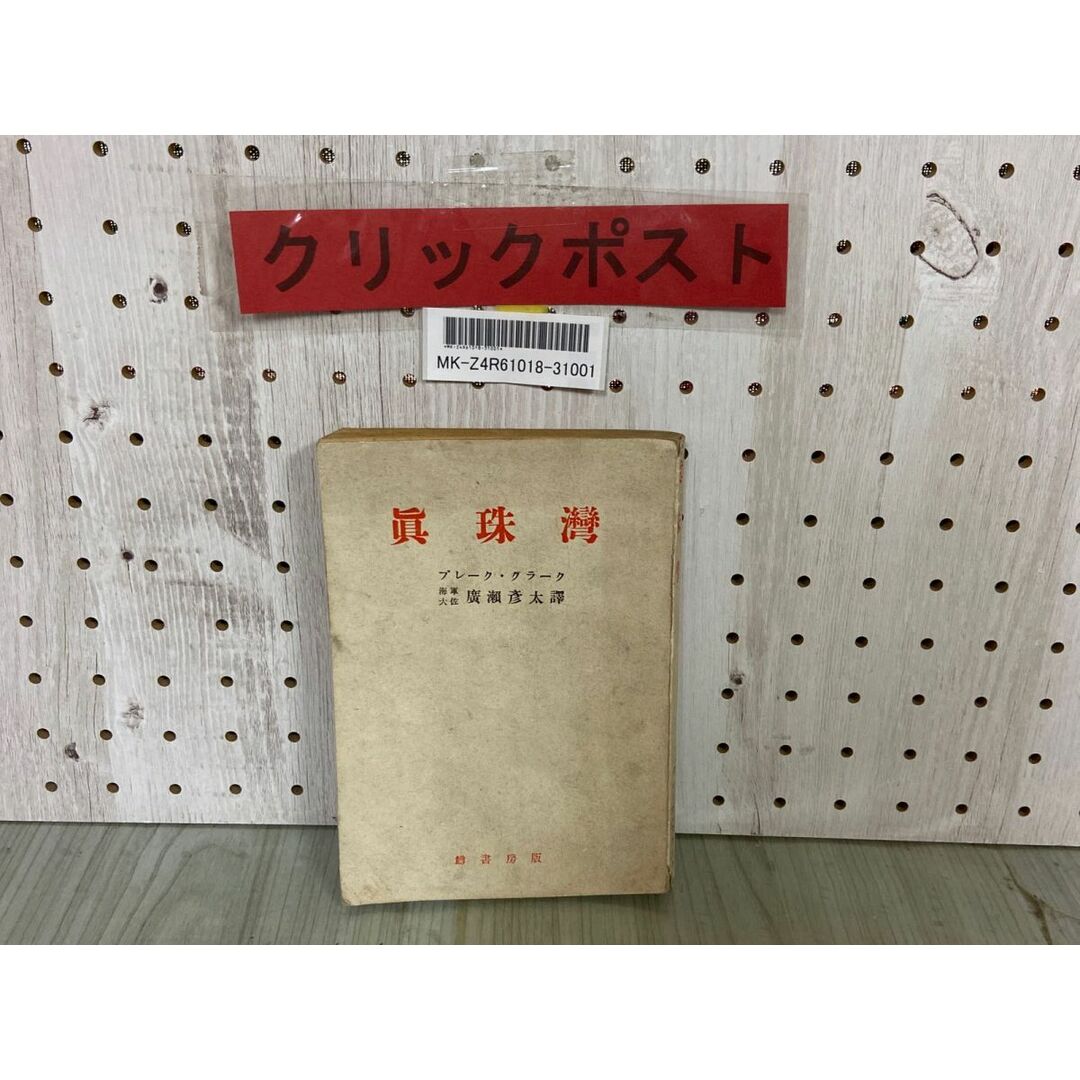 クリックポスト
MK-Z4R61018-31001
眞珠灣
ブレーク・クラーク
海軍大佐 廣瀬彦太譯
書房版